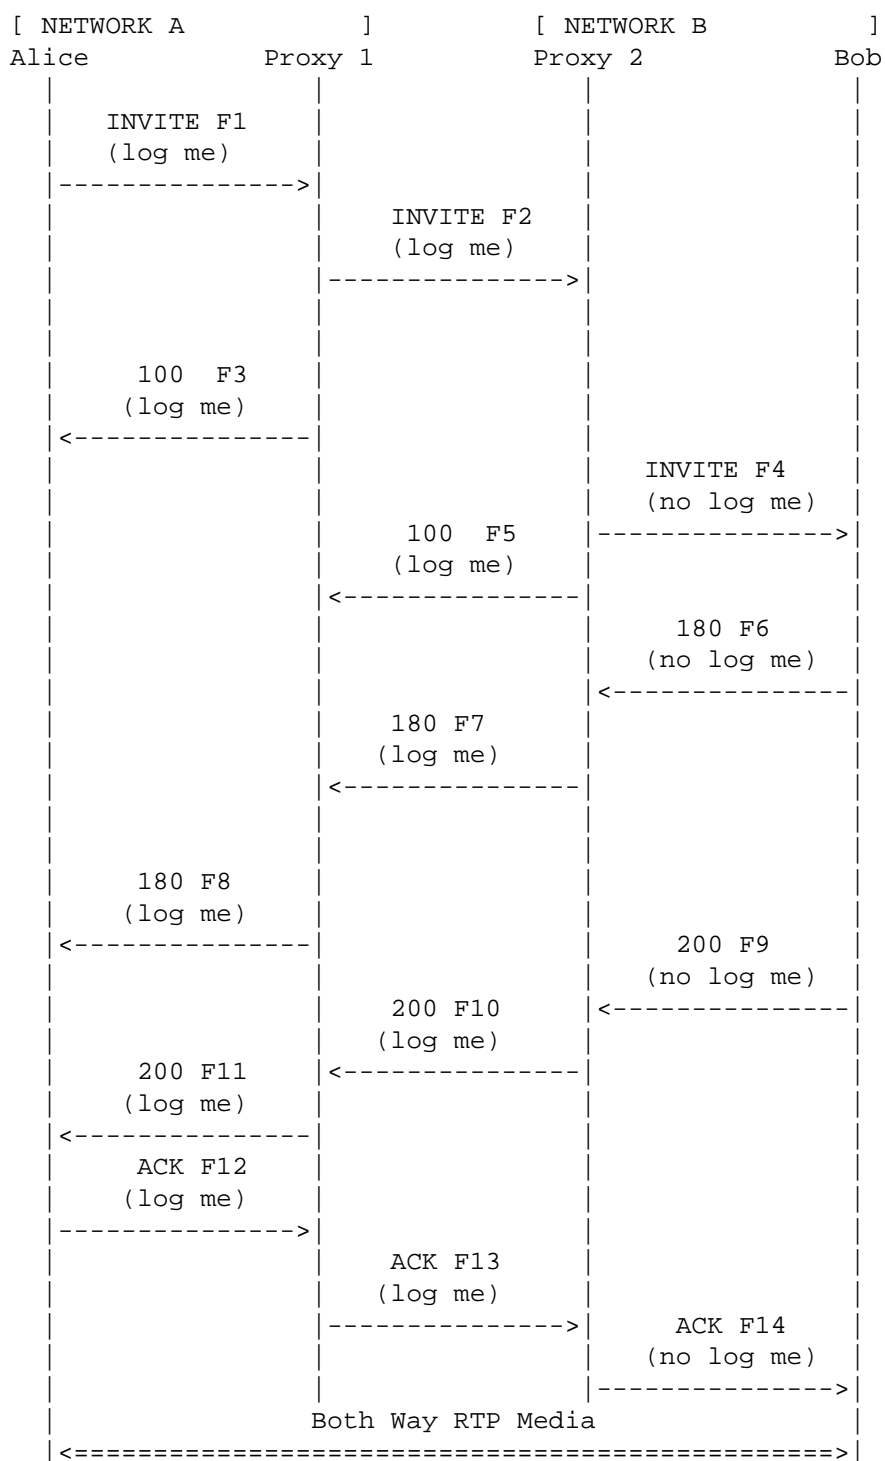 [ NETWORK A ] [ NETWORK B ]
Alice Proxy 1 Proxy 2 Bob
INVITE F1
(log me)
INVITE F2
(log me)
100 F3
(log me)
INVITE F4
(no log me)
100 F5
(log me)
180 F6
(no log me)
180 F7
(log me)
180 F8
(log me)
200 F9
(no log me)
200 F10
(log me)
200 F11
(log me)
ACK F12
(log me)
ACK F13
(log me)
ACK F14
(no log me)
Both Way RTP Media